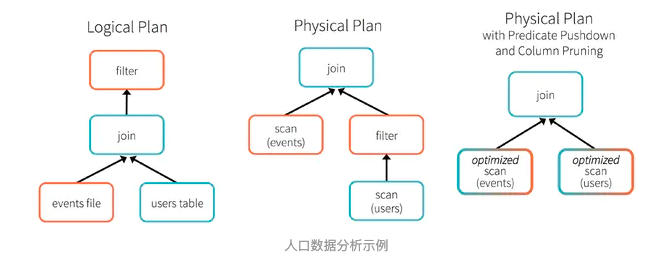 Logical Plan
filter
join
events file
users table
Physical Plan
join
scan
(events)
filter
scan
(users)
Physical Plan
with Predicate Pushdown
and Column Pruning
join
optimized
scan
(events)
optimized
scan
(users)
人口数据分析示例